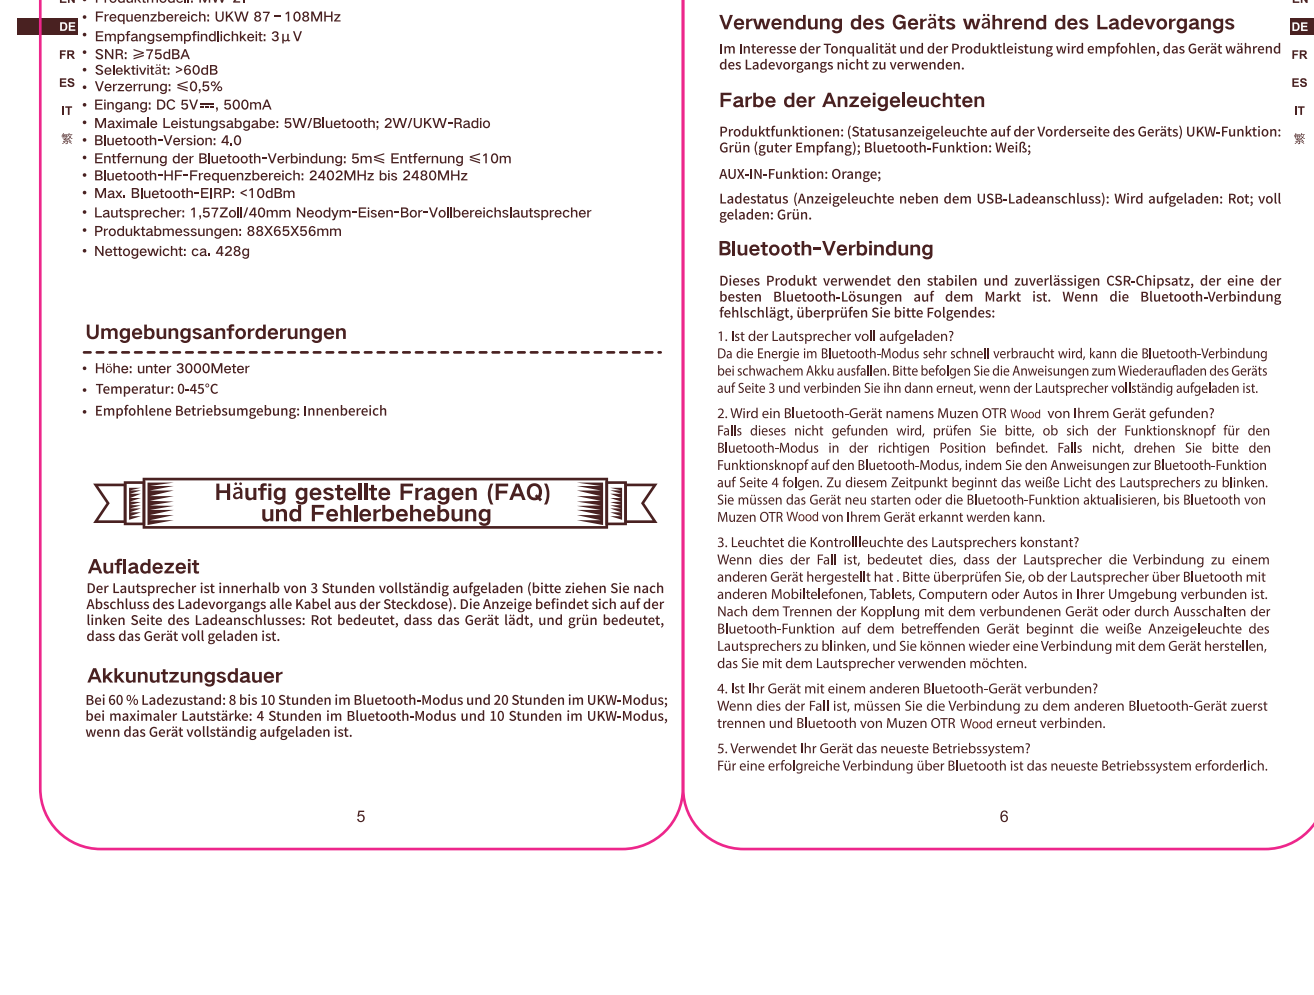 EN
DE
FR
ES
IT
繁
• Produktmodell: MW-21
• Frequenzbereich: UKW 87-108MHz
• Empfangsempfindlichkeit: 3μV
• SNR: ≥75dBA
• Selektivität: >60dB
• Verzerrung: ≤0,5%
• Eingang: DC 5V⎓, 500mA
• Maximale Leistungsabgabe: 5W/Bluetooth; 2W/UKW-Radio
• Bluetooth-Version: 4.0
• Entfernung der Bluetooth-Verbindung: 5m≤ Entfernung ≤10m
• Bluetooth-HF-Frequenzbereich: 2402MHz bis 2480MHz
• Max. Bluetooth-EIRP: <10dBm
• Lautsprecher: 1,57Zoll/40mm Neodym-Eisen-Bor-Vollbereichslautsprecher
• Produktabmessungen: 88X65X56mm
• Nettogewicht: ca. 428g
Umgebungsanforderungen
• Höhe: unter 3000Meter
• Temperatur: 0-45°C
• Empfohlene Betriebsumgebung: Innenbereich
Häufig gestellte Fragen (FAQ)
und Fehlerbehebung
Aufladezeit
Der Lautsprecher ist innerhalb von 3 Stunden vollständig aufgeladen (bitte ziehen Sie nach
Abschluss des Ladevorgangs alle Kabel aus der Steckdose). Die Anzeige befindet sich auf der
linken Seite des Ladeanschlusses: Rot bedeutet, dass das Gerät lädt, und grün bedeutet,
dass das Gerät voll geladen ist.
Akkunutzungsdauer
Bei 60 % Ladezustand: 8 bis 10 Stunden im Bluetooth-Modus und 20 Stunden im UKW-Modus;
bei maximaler Lautstärke: 4 Stunden im Bluetooth-Modus und 10 Stunden im UKW-Modus,
wenn das Gerät vollständig aufgeladen ist.
5
Verwendung des Geräts während des Ladevorgangs
Im Interesse der Tonqualität und der Produktleistung wird empfohlen, das Gerät während
des Ladevorgangs nicht zu verwenden.
Farbe der Anzeigeleuchten
Produktfunktionen: (Statusanzeigeleuchte auf der Vorderseite des Geräts) UKW-Funktion:
Grün (guter Empfang); Bluetooth-Funktion: Weiß;
AUX-IN-Funktion: Orange;
Ladestatus (Anzeigeleuchte neben dem USB-Ladeanschluss): Wird aufgeladen: Rot; voll
geladen: Grün.
Bluetooth-Verbindung
Dieses Produkt verwendet den stabilen und zuverlässigen CSR-Chipsatz, der eine der
besten Bluetooth-Lösungen auf dem Markt ist. Wenn die Bluetooth-Verbindung
fehlschlägt, überprüfen Sie bitte Folgendes:
1. Ist der Lautsprecher voll aufgeladen?
Da die Energie im Bluetooth-Modus sehr schnell verbraucht wird, kann die Bluetooth-Verbindung
bei schwachem Akku ausfallen. Bitte befolgen Sie die Anweisungen zum Wiederaufladen des Geräts
auf Seite 3 und verbinden Sie ihn dann erneut, wenn der Lautsprecher vollständig aufgeladen ist.
2. Wird ein Bluetooth-Gerät namens Muzen OTR Wood von Ihrem Gerät gefunden?
Falls dieses nicht gefunden wird, prüfen Sie bitte, ob sich der Funktionsknopf für den
Bluetooth-Modus in der richtigen Position befindet. Falls nicht, drehen Sie bitte den
Funktionsknopf auf den Bluetooth-Modus, indem Sie den Anweisungen zur Bluetooth-Funktion
auf Seite 4 folgen. Zu diesem Zeitpunkt beginnt das weiße Licht des Lautsprechers zu blinken.
Sie müssen das Gerät neu starten oder die Bluetooth-Funktion aktualisieren, bis Bluetooth von
Muzen OTR Wood von Ihrem Gerät erkannt werden kann.
3. Leuchtet die Kontrollleuchte des Lautsprechers konstant?
Wenn dies der Fall ist, bedeutet dies, dass der Lautsprecher die Verbindung zu einem
anderen Gerät hergestellt hat . Bitte überprüfen Sie, ob der Lautsprecher über Bluetooth mit
anderen Mobiltelefonen, Tablets, Computern oder Autos in Ihrer Umgebung verbunden ist.
Nach dem Trennen der Kopplung mit dem verbundenen Gerät oder durch Ausschalten der
Bluetooth-Funktion auf dem betreffenden Gerät beginnt die weiße Anzeigeleuchte des
Lautsprechers zu blinken, und Sie können wieder eine Verbindung mit dem Gerät herstellen,
das Sie mit dem Lautsprecher verwenden möchten.
4. Ist Ihr Gerät mit einem anderen Bluetooth-Gerät verbunden?
Wenn dies der Fall ist, müssen Sie die Verbindung zu dem anderen Bluetooth-Gerät zuerst
trennen und Bluetooth von Muzen OTR Wood erneut verbinden.
5. Verwendet Ihr Gerät das neueste Betriebssystem?
Für eine erfolgreiche Verbindung über Bluetooth ist das neueste Betriebssystem erforderlich.
6
EN
DE
FR
ES
IT
繁